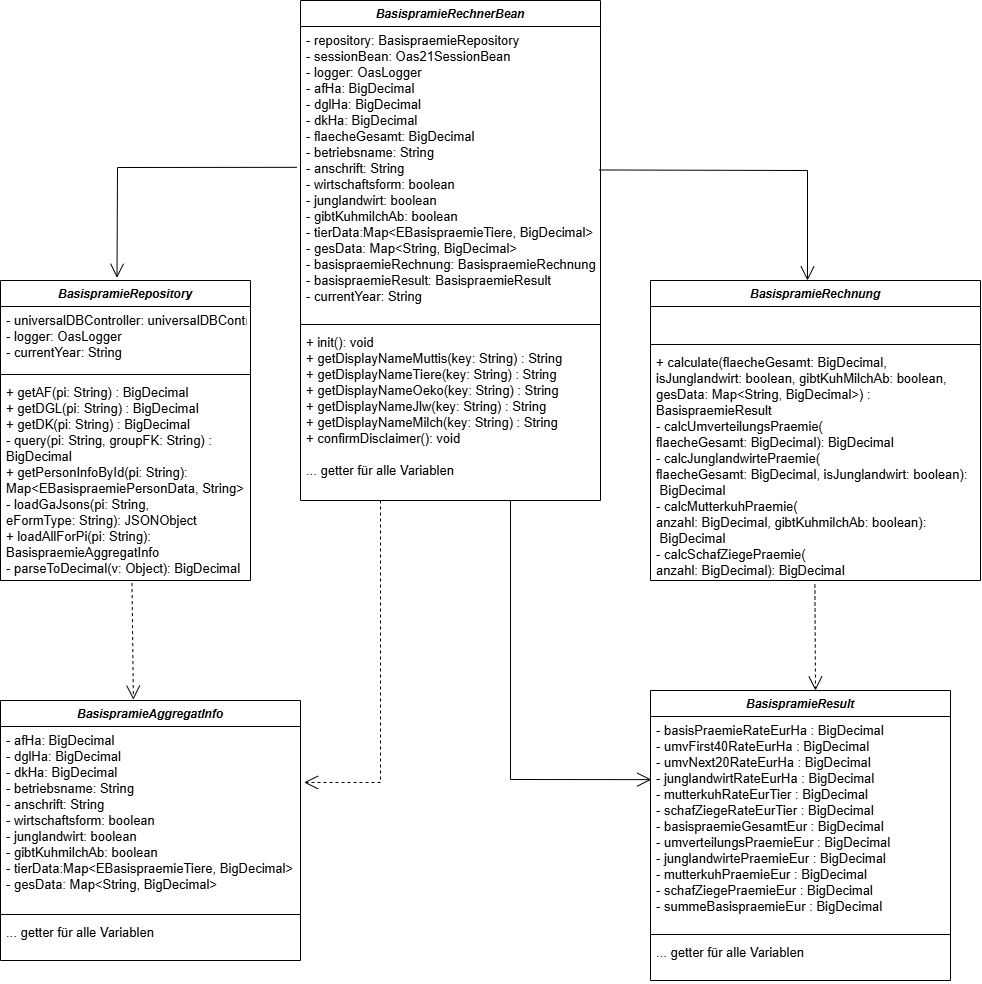 BasispramieRechnerBean
- repository: BasispraemieRepository
- sessionBean: Oas21SessionBean
- logger: OasLogger
- afHa: BigDecimal
- dglHa: BigDecimal
- dkHa: BigDecimal
- flaecheGesamt: BigDecimal
- betriebsname: String
- anschrift: String
- wirtschaftsform: boolean
- junglandwirt: boolean
- gibtKuhmilchAb: boolean
- tierData:Map<EBasispraemieTiere, BigDecimal>
- gesData: Map<String, BigDecimal>
- basispraemieRechnung: BasispraemieRechnung
- basispraemieResult: BasispraemieResult
- currentYear: String
+ init(): void
+ getDisplayNameMuttis(key: String) : String
+ getDisplayNameTiere(key: String) : String
+ getDisplayNameOeko(key: String) : String
+ getDisplayNameJlw(key: String) : String
+ getDisplayNameMilch(key: String) : String
+ confirmDisclaimer(): void
... getter für alle Variablen
BasispramieRepository
- universalDBController: universalDBCont
- logger: OasLogger
- currentYear: String
+ getAF(pi: String) : BigDecimal
+ getDGL(pi: String) : BigDecimal
+ getDK(pi: String) : BigDecimal
- query(pi: String, groupFK: String) :
BigDecimal
+ getPersonInfoById(pi: String):
Map<EBasispraemiePersonData, String>
- loadGaJsons(pi: String,
eFormType: String): JSONObject
+ loadAllForPi(pi: String):
BasispraemieAggregatInfo
- parseToDecimal(v: Object): BigDecimal
BasispramieRechnung
+ calculate(flaecheGesamt: BigDecimal,
isJunglandwirt: boolean, gibtKuhMilchAb: boolean,
gesData: Map<String, BigDecimal>) :
BasispraemieResult
- calcUmverteilungsPraemie(
flaecheGesamt: BigDecimal): BigDecimal
- calcJunglandwirtePraemie(
flaecheGesamt: BigDecimal, isJunglandwirt: boolean):
BigDecimal
- calcMutterkuhPraemie(
anzahl: BigDecimal, gibtKuhmilchAb: boolean):
BigDecimal
- calcSchafZiegePraemie(
anzahl: BigDecimal): BigDecimal
BasispramieAggregatInfo
- afHa: BigDecimal
- dglHa: BigDecimal
- dkHa: BigDecimal
- betriebsname: String
- anschrift: String
- wirtschaftsform: boolean
- junglandwirt: boolean
- gibtKuhmilchAb: boolean
- tierData:Map<EBasispraemieTiere, BigDecimal>
- gesData: Map<String, BigDecimal>
... getter für alle Variablen
BasispramieResult
- basisPraemieRateEurHa : BigDecimal
- umvFirst40RateEurHa : BigDecimal
- umvNext20RateEurHa : BigDecimal
- junglandwirtRateEurHa : BigDecimal
- mutterkuhRateEurTier : BigDecimal
- schafZiegeRateEurTier : BigDecimal
- basispraemieGesamtEur : BigDecimal
- umverteilungsPraemieEur : BigDecimal
- junglandwirtePraemieEur : BigDecimal
- mutterkuhPraemieEur : BigDecimal
- schafZiegePraemieEur : BigDecimal
- summeBasispraemieEur : BigDecimal
... getter für alle Variablen